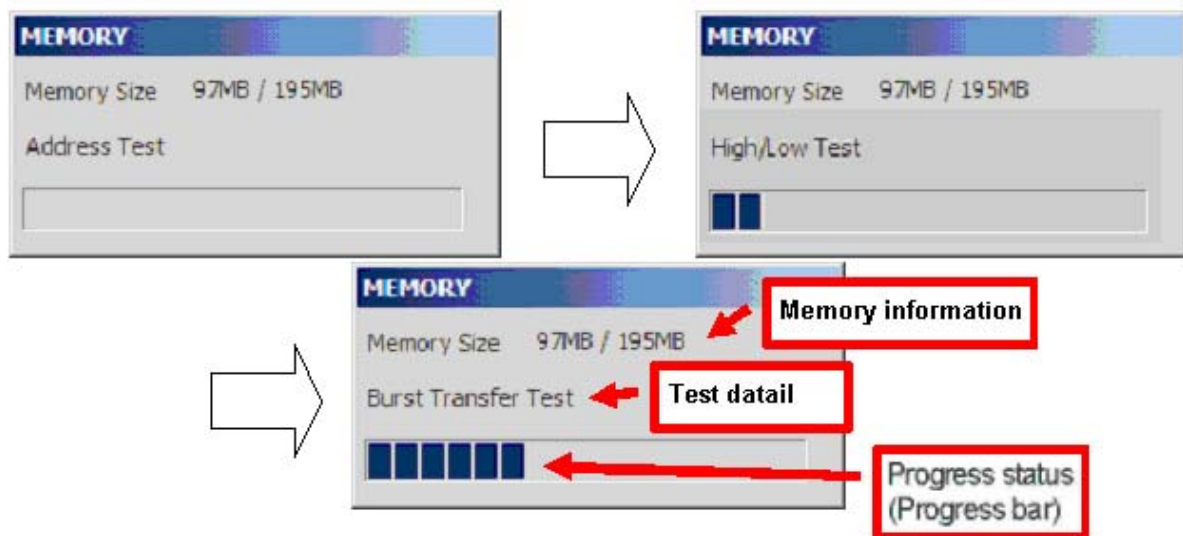 MEMORY
Memory Size 97MB / 195MB
Address Test
MEMORY
Memory Size 97MB / 195MB
High/Low Test
MEMORY
Memory Size 97MB / 195MB
Burst Transfer Test
Memory information
Test datail
Progress status
(Progress bar)